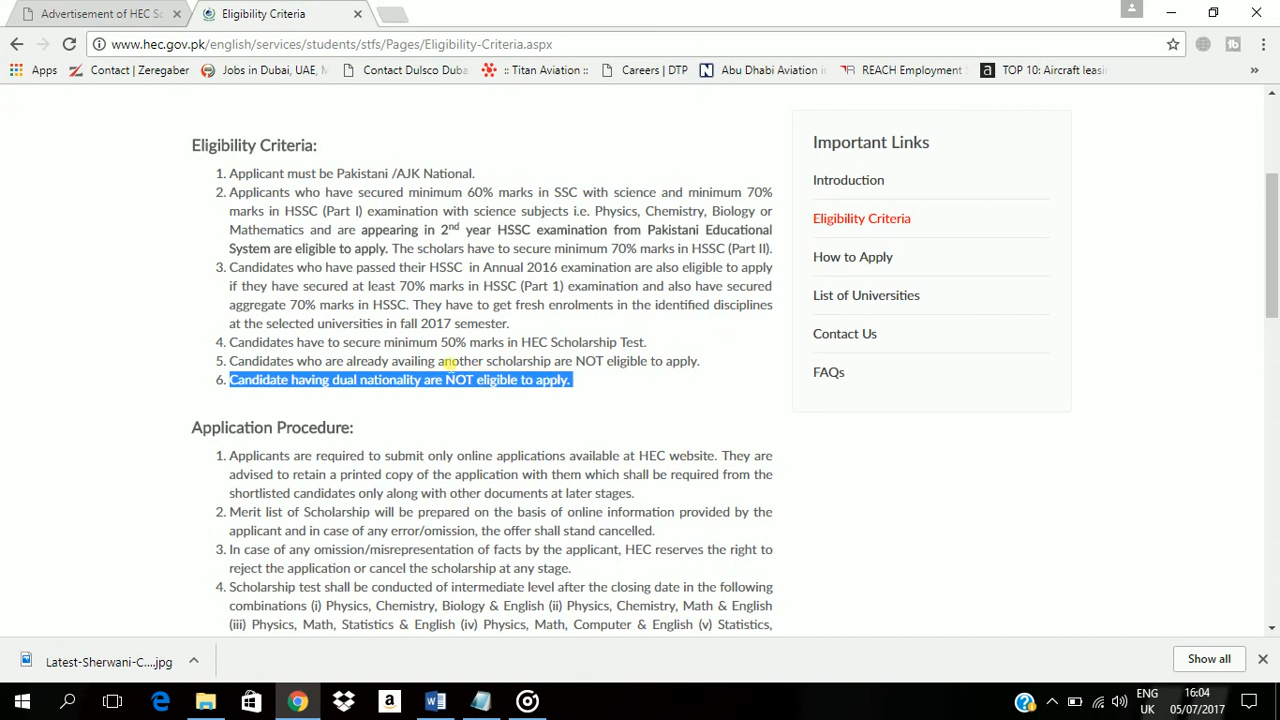 Advertisement of HEC Sc
Eligibility Criteria
www.hec.gov.pk/english/services/students/stfs/Pages/Eligibility-Criteria.aspx
Apps
Contact | Zeregaber
Jobs in Dubai, UAE, M
Contact Dulsco Duba
:: Titan Aviation ::
Careers | DTP
Abu Dhabi Aviation in
REACH Employment
TOP 10: Aircraft leasin
»
Eligibility Criteria:
1. Applicant must be Pakistani /AJK National.
2. Applicants who have secured minimum 60% marks in SSC with science and minimum 70%
marks in HSSC (Part I) examination with science subjects i.e. Physics, Chemistry, Biology or
Mathematics and are appearing in 2nd year HSSC examination from Pakistani Educational
System are eligible to apply. The scholars have to secure minimum 70% marks in HSSC (Part II).
3. Candidates who have passed their HSSC in Annual 2016 examination are also eligible to apply
if they have secured at least 70% marks in HSSC (Part 1) examination and also have secured
aggregate 70% marks in HSSC. They have to get fresh enrolments in the identified disciplines
at the selected universities in fall 2017 semester.
4. Candidates have to secure minimum 50% marks in HEC Scholarship Test.
5. Candidates who are already availing another scholarship are NOT eligible to apply.
6. Candidate having dual nationality are NOT eligible to apply.
Application Procedure:
1. Applicants are required to submit only online applications available at HEC website. They are
advised to retain a printed copy of the application with them which shall be required from the
shortlisted candidates only along with other documents at later stages.
2. Merit list of Scholarship will be prepared on the basis of online information provided by the
applicant and in case of any error/omission, the offer shall stand cancelled.
3. In case of any omission/misrepresentation of facts by the applicant, HEC reserves the right to
reject the application or cancel the scholarship at any stage.
4. Scholarship test shall be conducted of intermediate level after the closing date in the following
combinations (i) Physics, Chemistry, Biology & English (ii) Physics, Chemistry, Math & English
(iii) Physics, Math, Statistics & English (iv) Physics, Math, Computer & English (v) Statistics,
Important Links
Introduction
Eligibility Criteria
How to Apply
List of Universities
Contact Us
FAQs
Latest-Sherwani-C....jpg
Show all
ENG
UK
16:04
05/07/2017